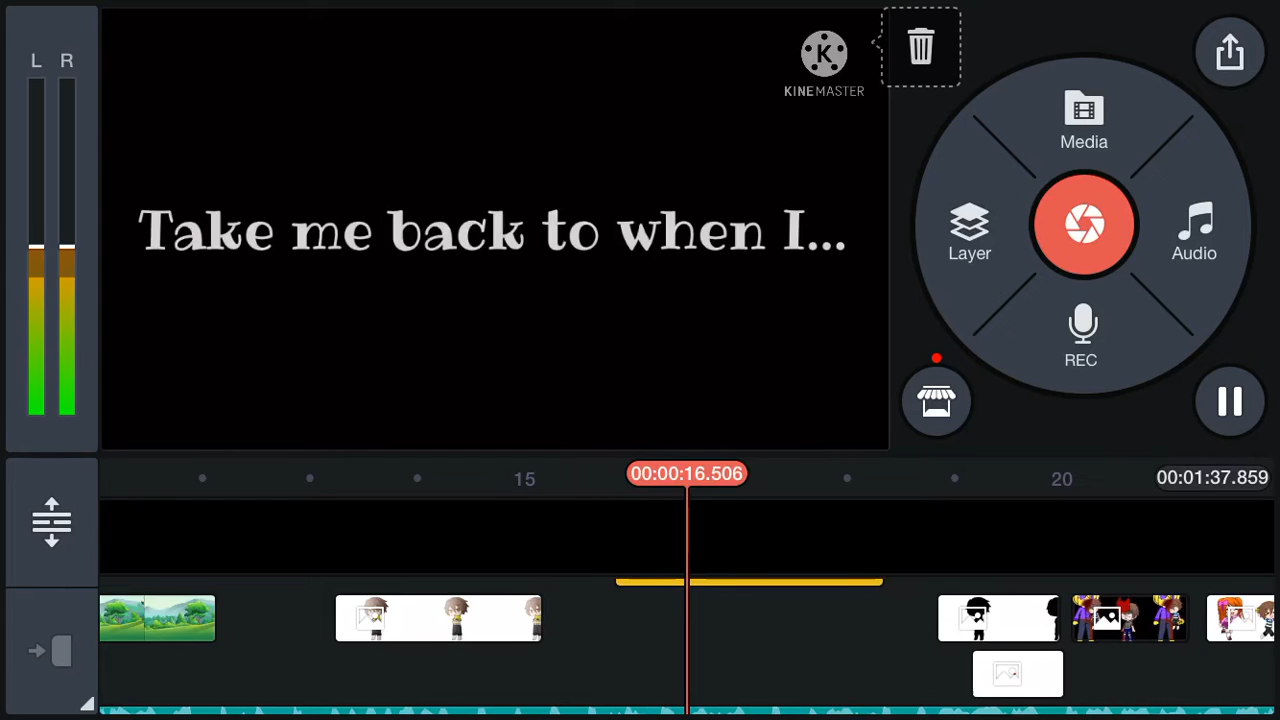 L R
KINEMASTER
Take me back to when I...
Media
Layer
Audio
REC
15
00:00:16.506
20
00:01:37.859